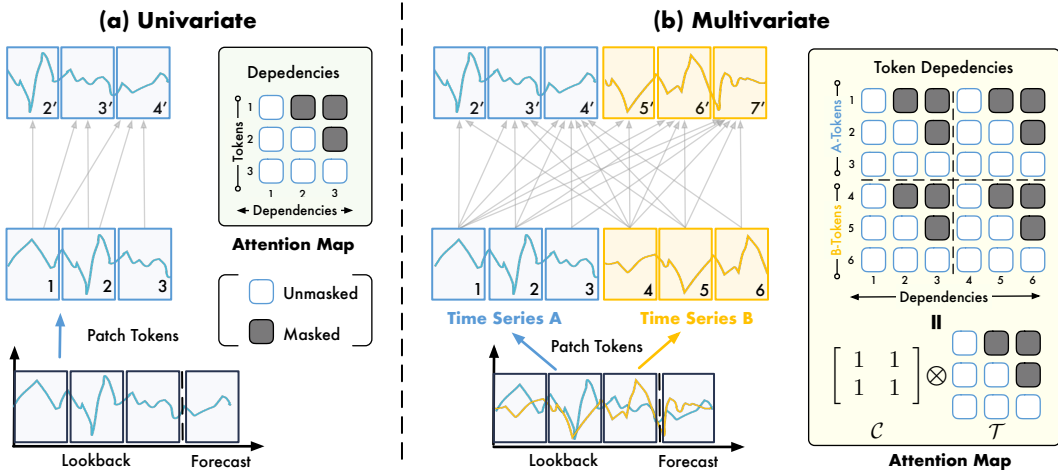 (a) Univariate
2′ 3′ 4′
Depedencies
Tokens
1
2
3
1 2 3
Dependencies
Attention Map
1 2 3
Unmasked
Masked
Patch Tokens
Lookback Forecast
(b) Multivariate
2′ 3′ 4′ 5′ 6′ 7′
1 2 3 4 5 6
Time Series A Time Series B
Patch Tokens
Lookback Forecast
Token Depedencies
A-Tokens
B-Tokens
1
2
3
4
5
6
1 2 3 4 5 6
Dependencies
=
[ 1 1
1 1 ] ⊗
𝒞 𝒯
Attention Map